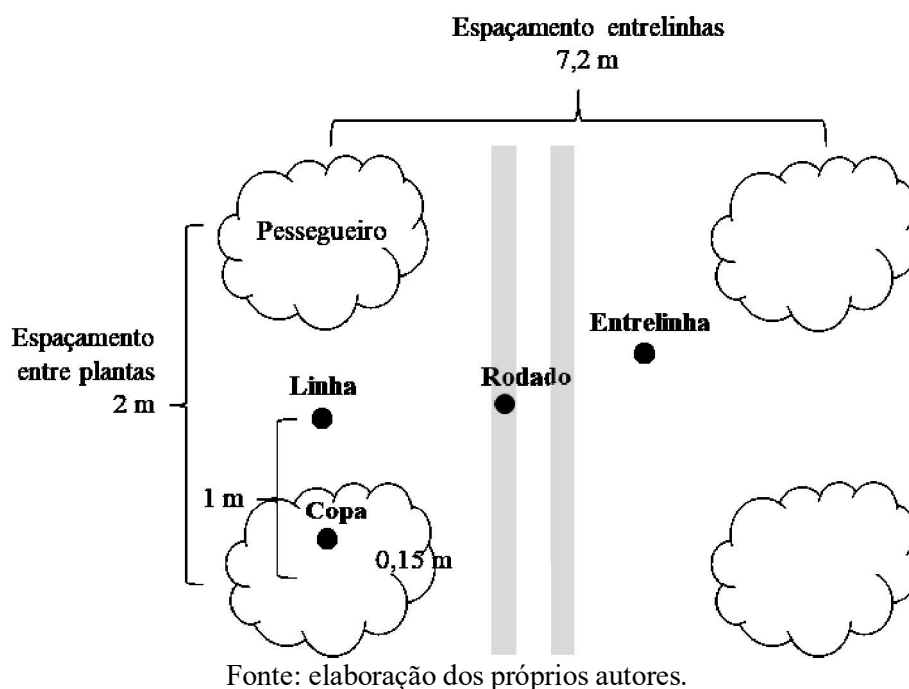 Espaçamento entrelinhas
7,2 m
Pessegueiro
Entrelinha
Espaçamento
entre plantas
2 m
Linha
Rodado
1 m
Copa
0,15 m
Fonte: elaboração dos próprios autores.